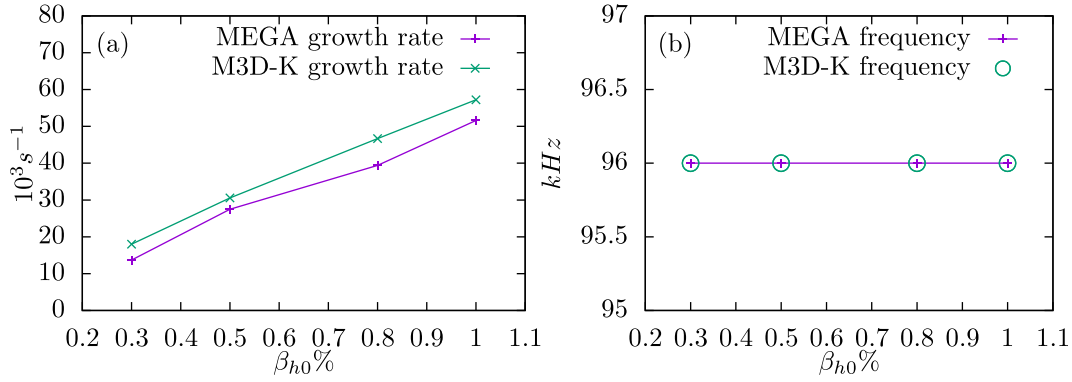 (a)
MEGA growth rate
M3D-K growth rate
80
70
60
50
40
30
20
10
0
10³s⁻¹
0.2 0.3 0.4 0.5 0.6 0.7 0.8 0.9 1 1.1
βh0%
(b)
MEGA frequency
M3D-K frequency
97
96.5
96
95.5
95
kHz
0.2 0.3 0.4 0.5 0.6 0.7 0.8 0.9 1 1.1
βh0%